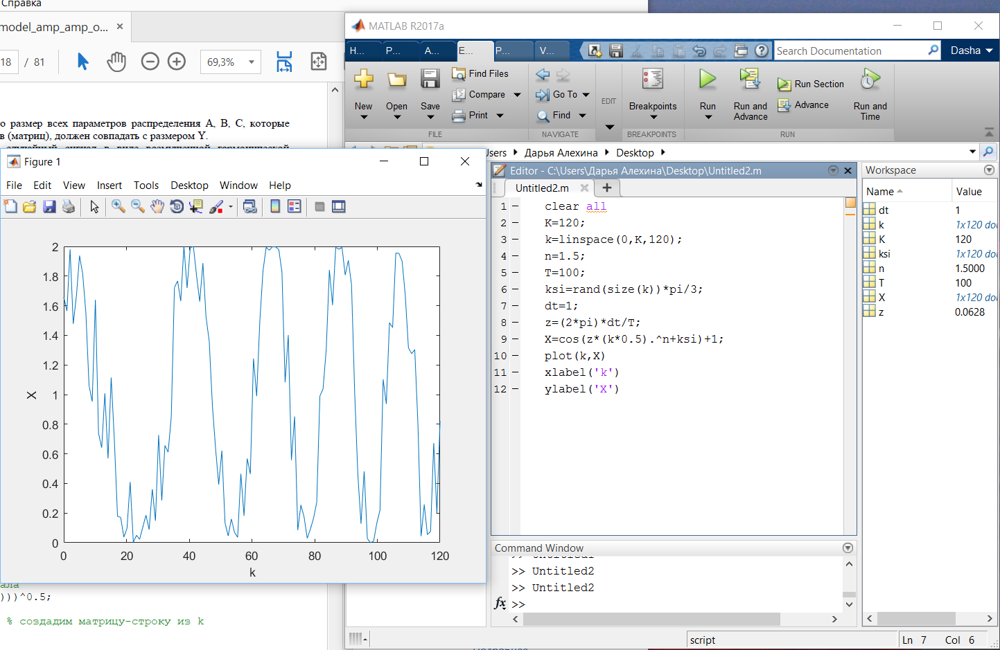 Справка
model_amp_amp_o... ×
18 / 81
69,3%
о размер всех параметров распределения A, B, C, которые
в (матриц), должен совпадать с размером Y.
MATLAB R2017a
H... P... A... E... P... V...
Search Documentation
Dasha
New
Open
Save
Find Files
Compare
Print
FILE
Go To
Find
NAVIGATE
EDIT
Breakpoints
BREAKPOINTS
Run
Run and Advance
Run Section
Advance
Run and Time
RUN
Users Дарья Алехина Desktop
Figure 1
File Edit View Insert Tools Desktop Window Help
2
1.8
1.6
1.4
1.2
1
0.8
0.6
0.4
0.2
0
X
0 20 40 60 80 100 120
k
ала
)))^0.5;
% создадим матрицу-строку из k
Editor - C:\Users\Дарья Алехина\Desktop\Untitled2.m
Untitled2.m +
1 – clear all
2 – K=120;
3 – k=linspace(0,K,120);
4 – n=1.5;
5 – T=100;
6 – ksi=rand(size(k))*pi/3;
7 – dt=1;
8 – z=(2*pi)*dt/T;
9 – X=cos(z*(k*0.5).^n+ksi)+1;
10 – plot(k,X)
11 – xlabel('k')
12 – ylabel('X')
Command Window
>> Untitled2
>> Untitled2
fx >>
Workspace
Name Value
dt 1
k 1x120 dou
K 120
ksi 1x120 dou
n 1.5000
T 100
X 1x120 dou
z 0.0628
script
Ln 7 Col 6